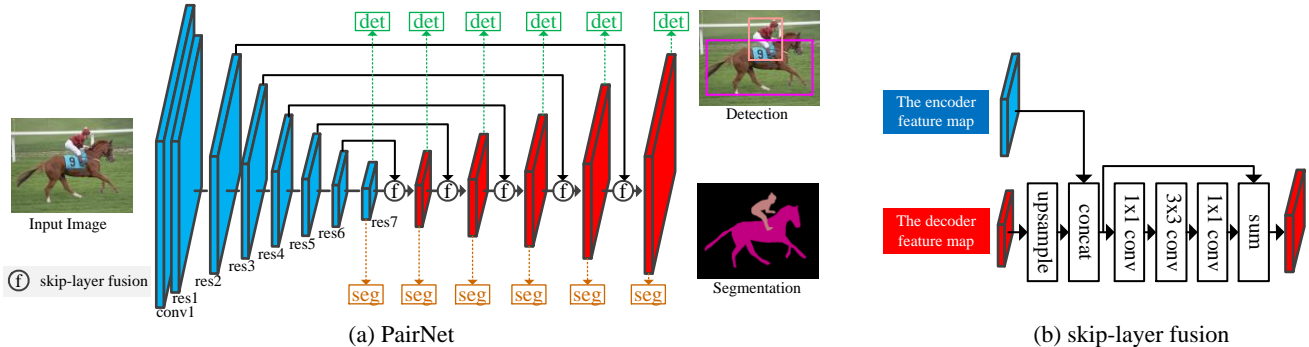 det det det det det det
Detection
9
9
Input Image
f f f f f
res7
res6
res5
res4
res3
res2
res1
conv1
f skip-layer fusion
seg seg seg seg seg seg
Segmentation
(a) PairNet
The encoder
feature map
The decoder
feature map
upsample
concat
1x1 conv
3x3 conv
1x1 conv
sum
(b) skip-layer fusion